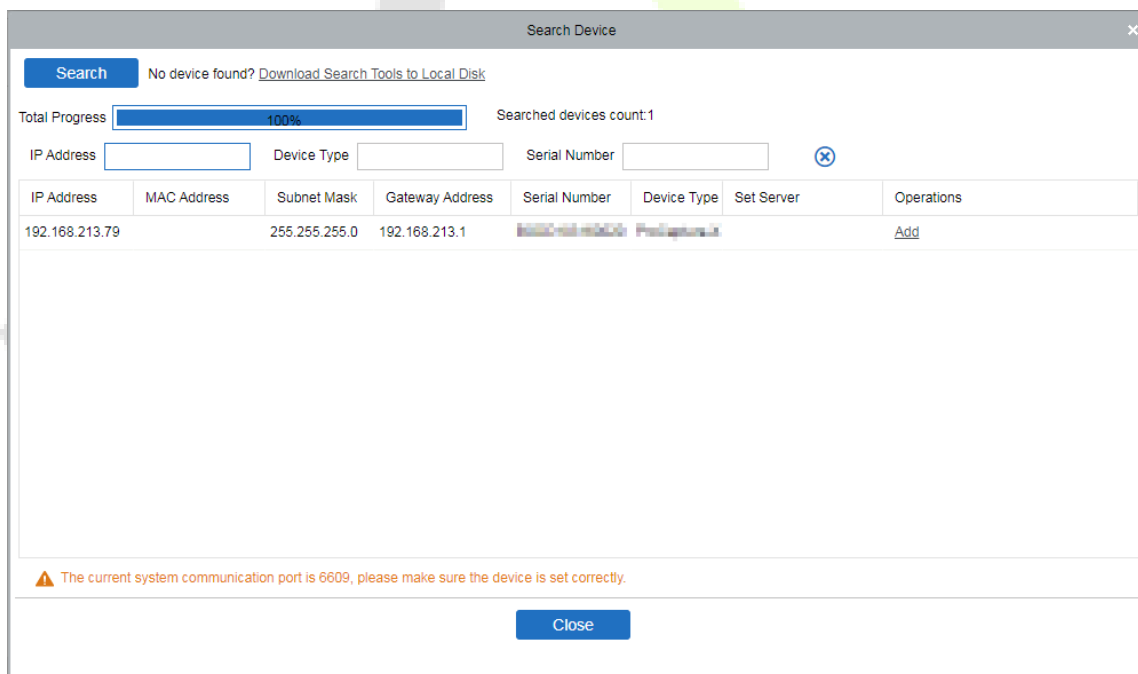 Search Device
Search No device found? Download Search Tools to Local Disk
Total Progress 100% Searched devices count:1
IP Address Device Type Serial Number
IP Address MAC Address Subnet Mask Gateway Address Serial Number Device Type Set Server Operations
192.168.213.79 255.255.255.0 192.168.213.1 Add
The current system communication port is 6609, please make sure the device is set correctly.
Close